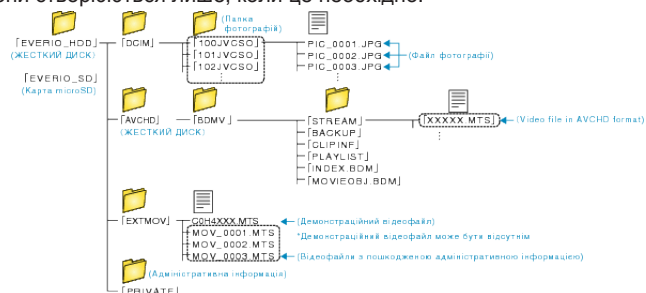 они створюються лише, коли це необхідно.
(Папка
фотографій)
[EVERIO_HDD] [DCIM] [100JVCSO] PIC_0001.JPG
(ЖЕСТКИЙ ДИСК) [101JVCSO] PIC_0002.JPG (Файл фотографії)
[102JVCSO] PIC_0003.JPG
[EVERIO_SD]
(Карта microSD)
[AVCHD] [BDMV] [STREAM] [XXXXX.MTS] (Video file in AVCHD format)
(ЖЕСТКИЙ ДИСК) [BACKUP]
[CLIPINF]
[PLAYLIST]
[INDEX.BDM]
[MOVIEOBJ.BDM]
[EXTMOV] C0H4XXX.MTS (Демонстраційний відеофайл)
MOV_0001.MTS *Демонстраційний відеофайл може бути відсутнім
MOV_0002.MTS
MOV_0003.MTS (Відеофайли з пошкодженою адміністративною інформацією)
(Адміністративна інформація)
[PRIVATE]